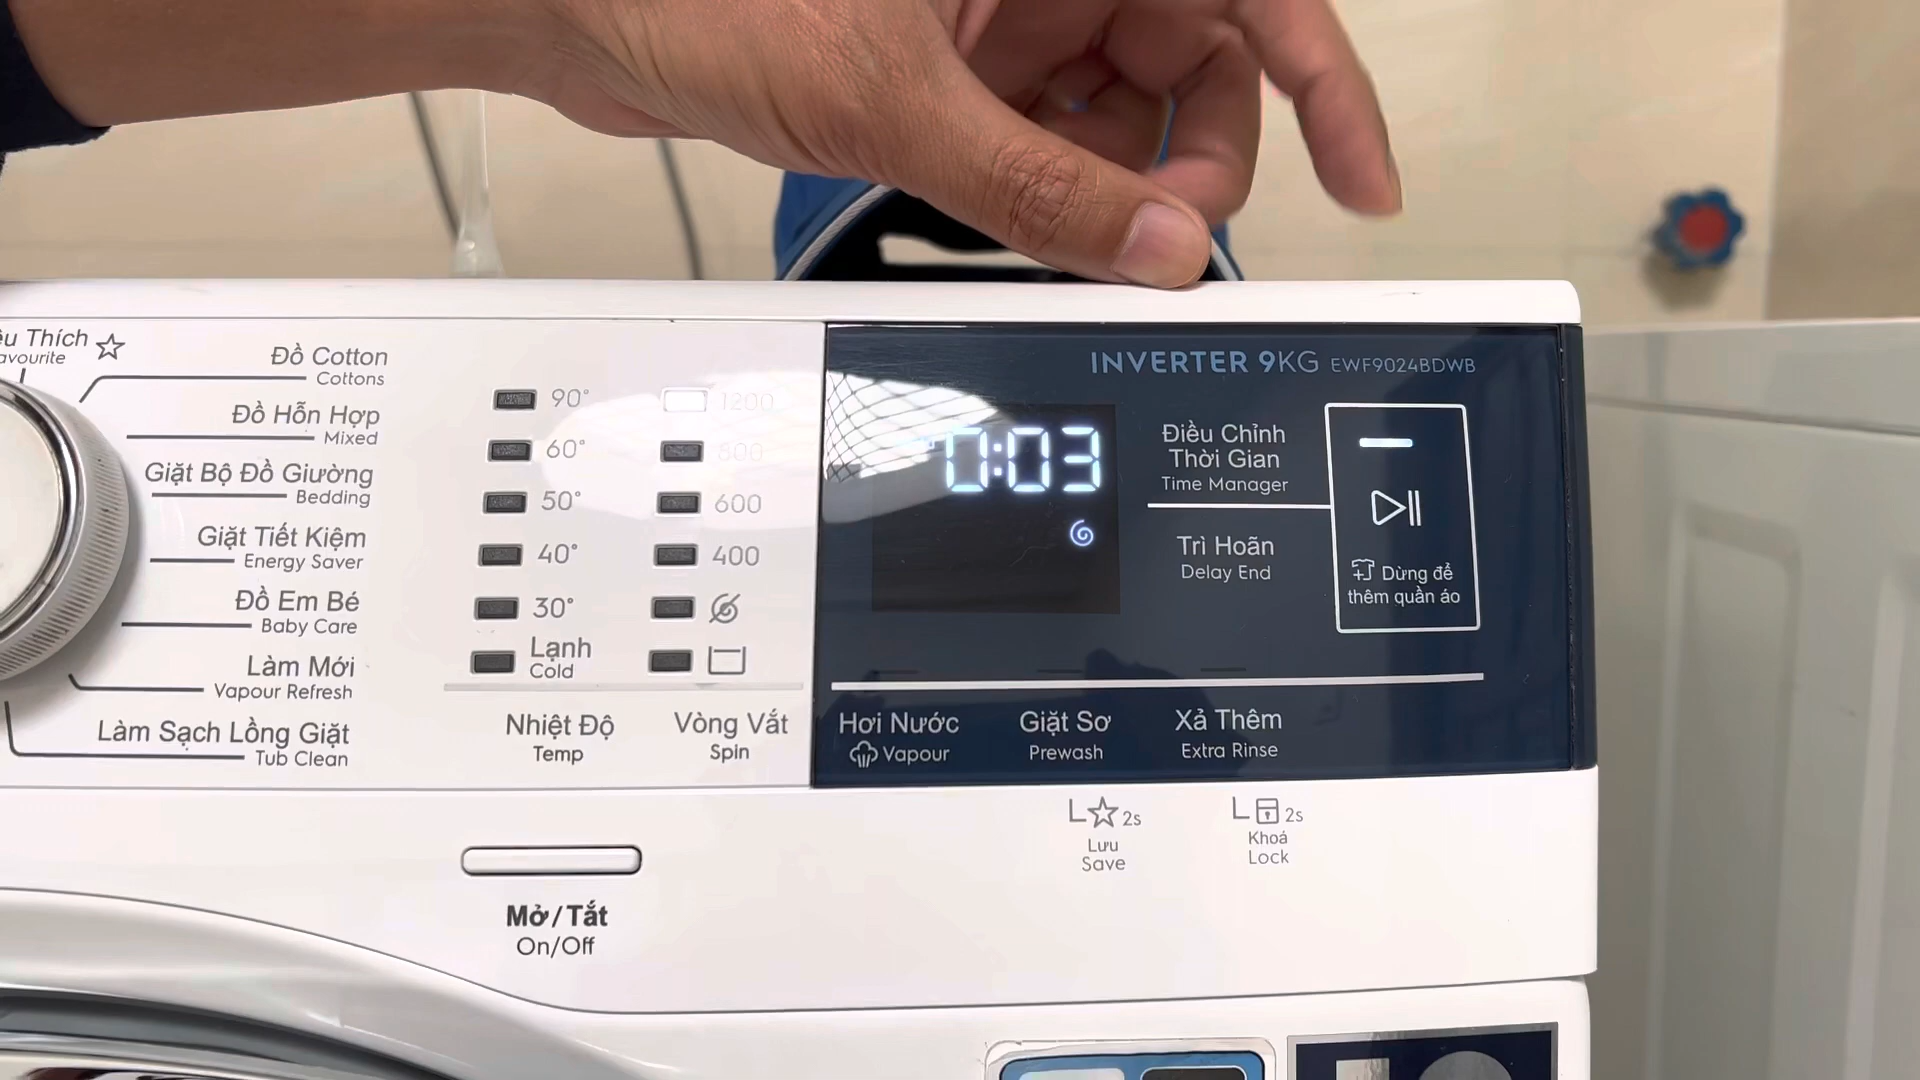 Thích
Đồ Cotton
Cottons
Đồ Hỗn Hợp
Mixed
Giặt Bộ Đồ Giường
Bedding
Giặt Tiết Kiệm
Energy Saver
Đồ Em Bé
Baby Care
Làm Mới
Vapour Refresh
Làm Sạch Lồng Giặt
Tub Clean
90°
60°
50°
40°
30°
Lạnh
Cold
Nhiệt Độ
Temp
1200
800
600
400
Vòng Vắt
Spin
INVERTER 9KG EWF9024BDWB
0:03
Điều Chỉnh
Thời Gian
Time Manager
Trì Hoãn
Delay End
Dừng để
thêm quần áo
Hơi Nước
Vapour
Giặt Sơ
Prewash
Xả Thêm
Extra Rinse
2s
Lưu
Save
2s
Khoá
Lock
Mở/Tắt
On/Off